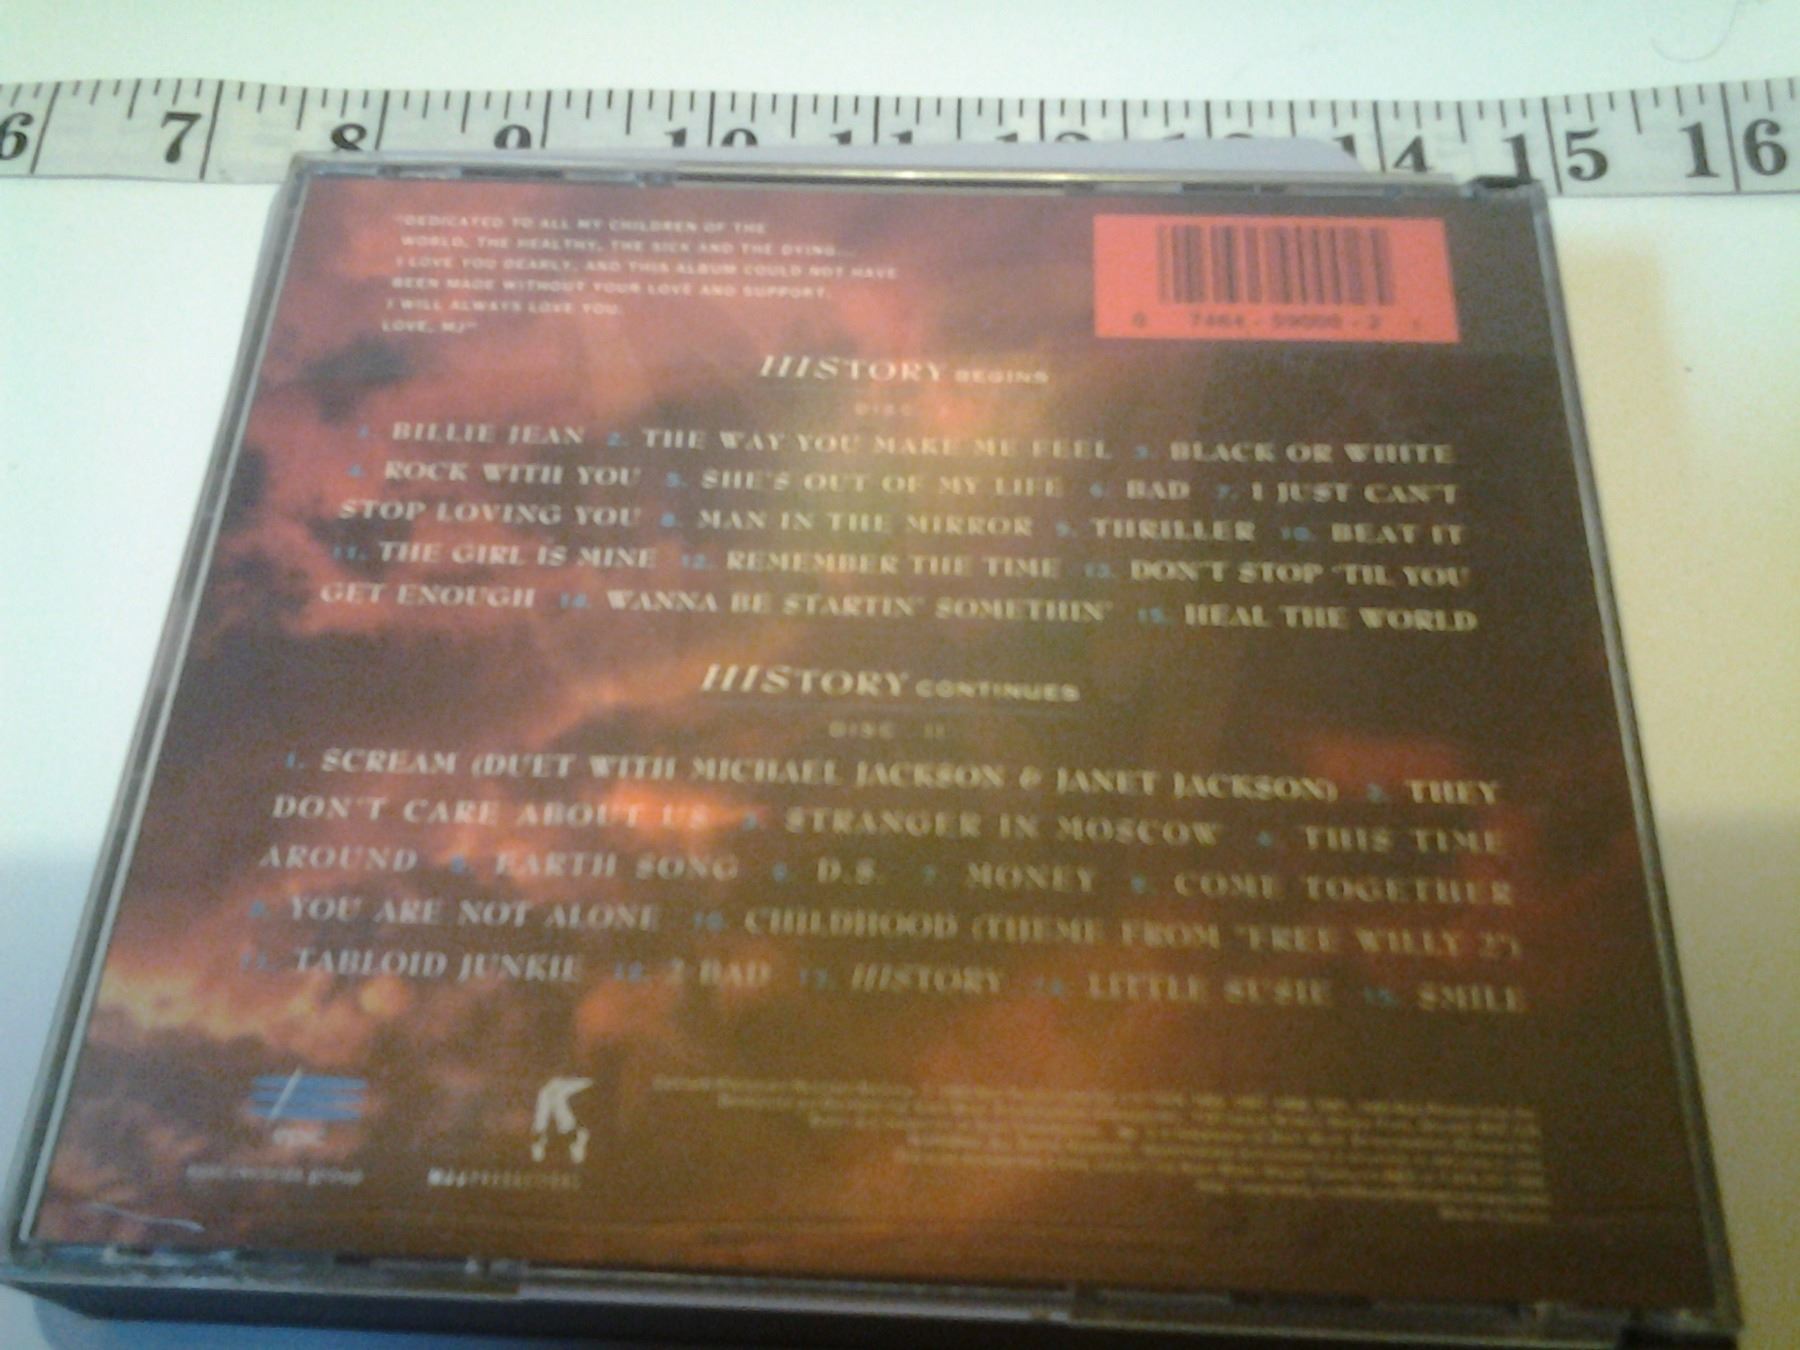 6 7 8 9 10 11 12 13 14 15 16
"DEDICATED TO ALL MY CHILDREN OF THE
WORLD, THE HEALTHY, THE SICK AND THE DYING...
I LOVE YOU DEARLY, AND THIS ALBUM COULD NOT HAVE
BEEN MADE WITHOUT YOUR LOVE AND SUPPORT.
I WILL ALWAYS LOVE YOU.
LOVE, MJ"
0 7464-59000-2
HISTORY BEGINS
DISC I
1. BILLIE JEAN 2. THE WAY YOU MAKE ME FEEL 3. BLACK OR WHITE
4. ROCK WITH YOU 5. SHE'S OUT OF MY LIFE 6. BAD 7. I JUST CAN'T
STOP LOVING YOU 8. MAN IN THE MIRROR 9. THRILLER 10. BEAT IT
11. THE GIRL IS MINE 12. REMEMBER THE TIME 13. DON'T STOP 'TIL YOU
GET ENOUGH 14. WANNA BE STARTIN' SOMETHIN' 15. HEAL THE WORLD
HISTORY CONTINUES
DISC II
1. SCREAM (DUET WITH MICHAEL JACKSON & JANET JACKSON) 2. THEY
DON'T CARE ABOUT US 3. STRANGER IN MOSCOW 4. THIS TIME
AROUND 5. EARTH SONG 6. D.S. 7. MONEY 8. COME TOGETHER
9. YOU ARE NOT ALONE 10. CHILDHOOD (THEME FROM "FREE WILLY 2")
11. TABLOID JUNKIE 12. 2 BAD 13. HISTORY 14. LITTLE SUSIE 15. SMILE
epic
epic records group